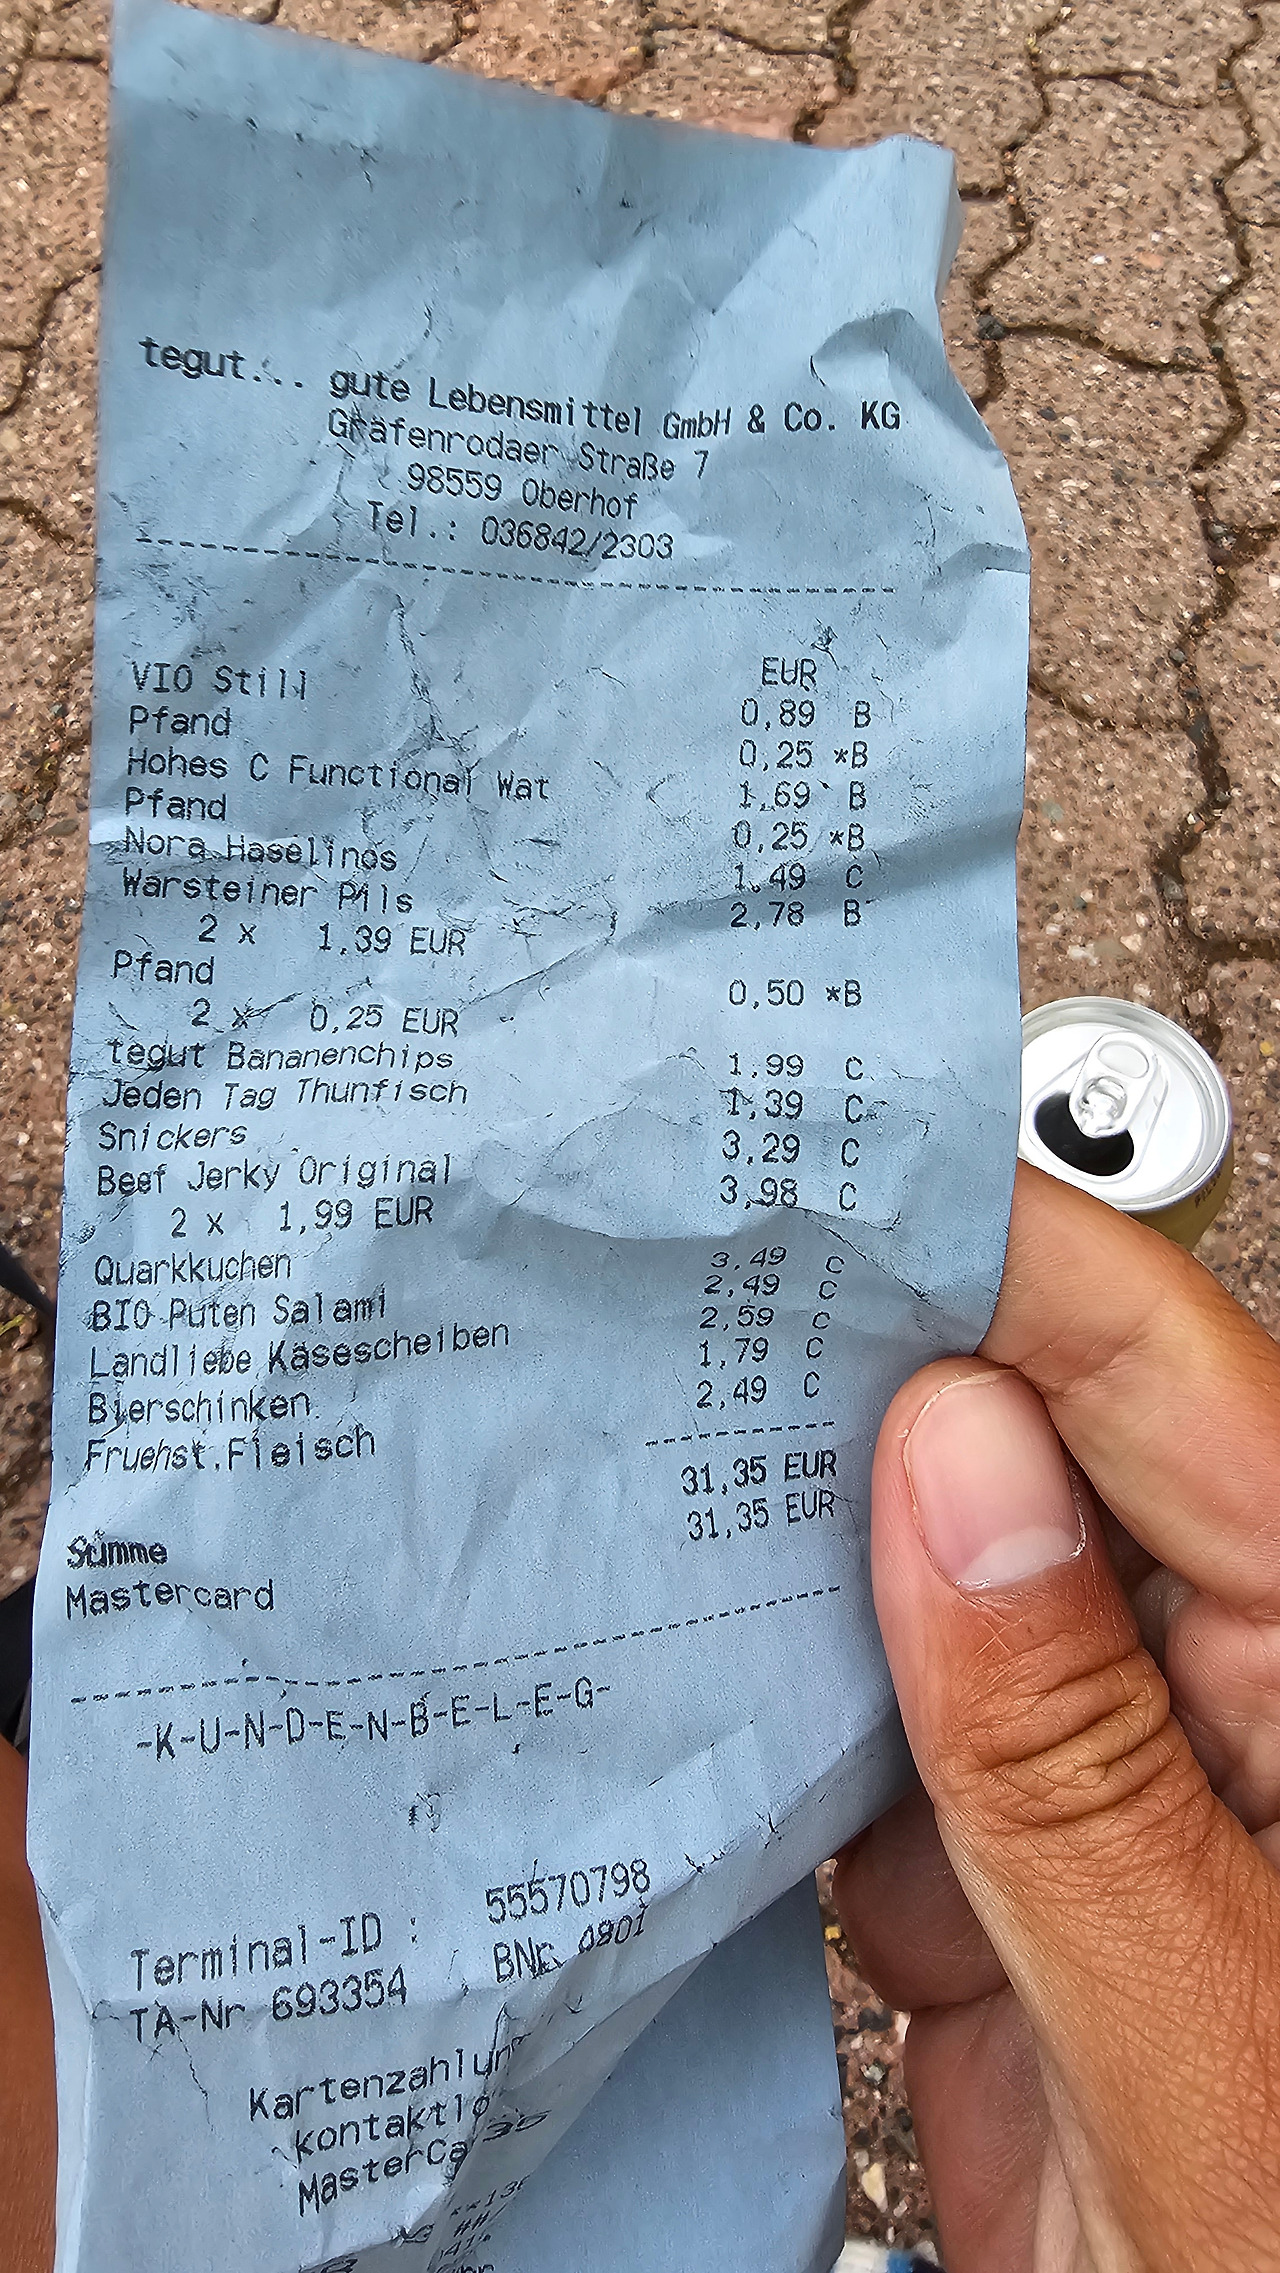 tegut... gute Lebensmittel GmbH & Co. KG
Gräfenrodaer Straße 7
98559 Oberhof
Tel.: 036842/2303
EUR
VIO Still 0,89 B
Pfand 0,25 *B
Hohes C Functional Wat 1,69 B
Pfand 0,25 *B
Nora Haselinos 1,49 C
Warsteiner Pils 2,78 B
2 x 1,39 EUR
Pfand 0,50 *B
2 x 0,25 EUR
tegut Bananenchips 1,99 C
Jeden Tag Thunfisch 1,39 C
Snickers 3,29 C
Beef Jerky Original 3,98 C
2 x 1,99 EUR
Quarkkuchen 3,49 C
BIO Puten Salami 2,49 C
Landliebe Käsescheiben 2,59 C
Bierschinken 1,79 C
Fruehst.Fleisch 2,49 C
Summe 31,35 EUR
Mastercard 31,35 EUR
-K-U-N-D-E-N-B-E-L-E-G-
Terminal-ID : 55570798
TA-Nr 693354 BNr 0801
Kartenzahlun
kontaktlo
MasterCa